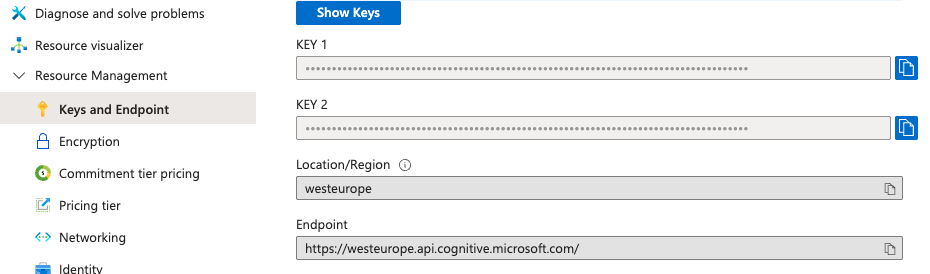 Diagnose and solve problems
Resource visualizer
Resource Management
Keys and Endpoint
Encryption
Commitment tier pricing
Pricing tier
Networking
Identity
Show Keys
KEY 1
••••••••••••••••••••••••••••••••••••••••••••••••••••••••••••••••••••••••••••••••••••
KEY 2
••••••••••••••••••••••••••••••••••••••••••••••••••••••••••••••••••••••••••••••••••••
Location/Region
westeurope
Endpoint
https://westeurope.api.cognitive.microsoft.com/